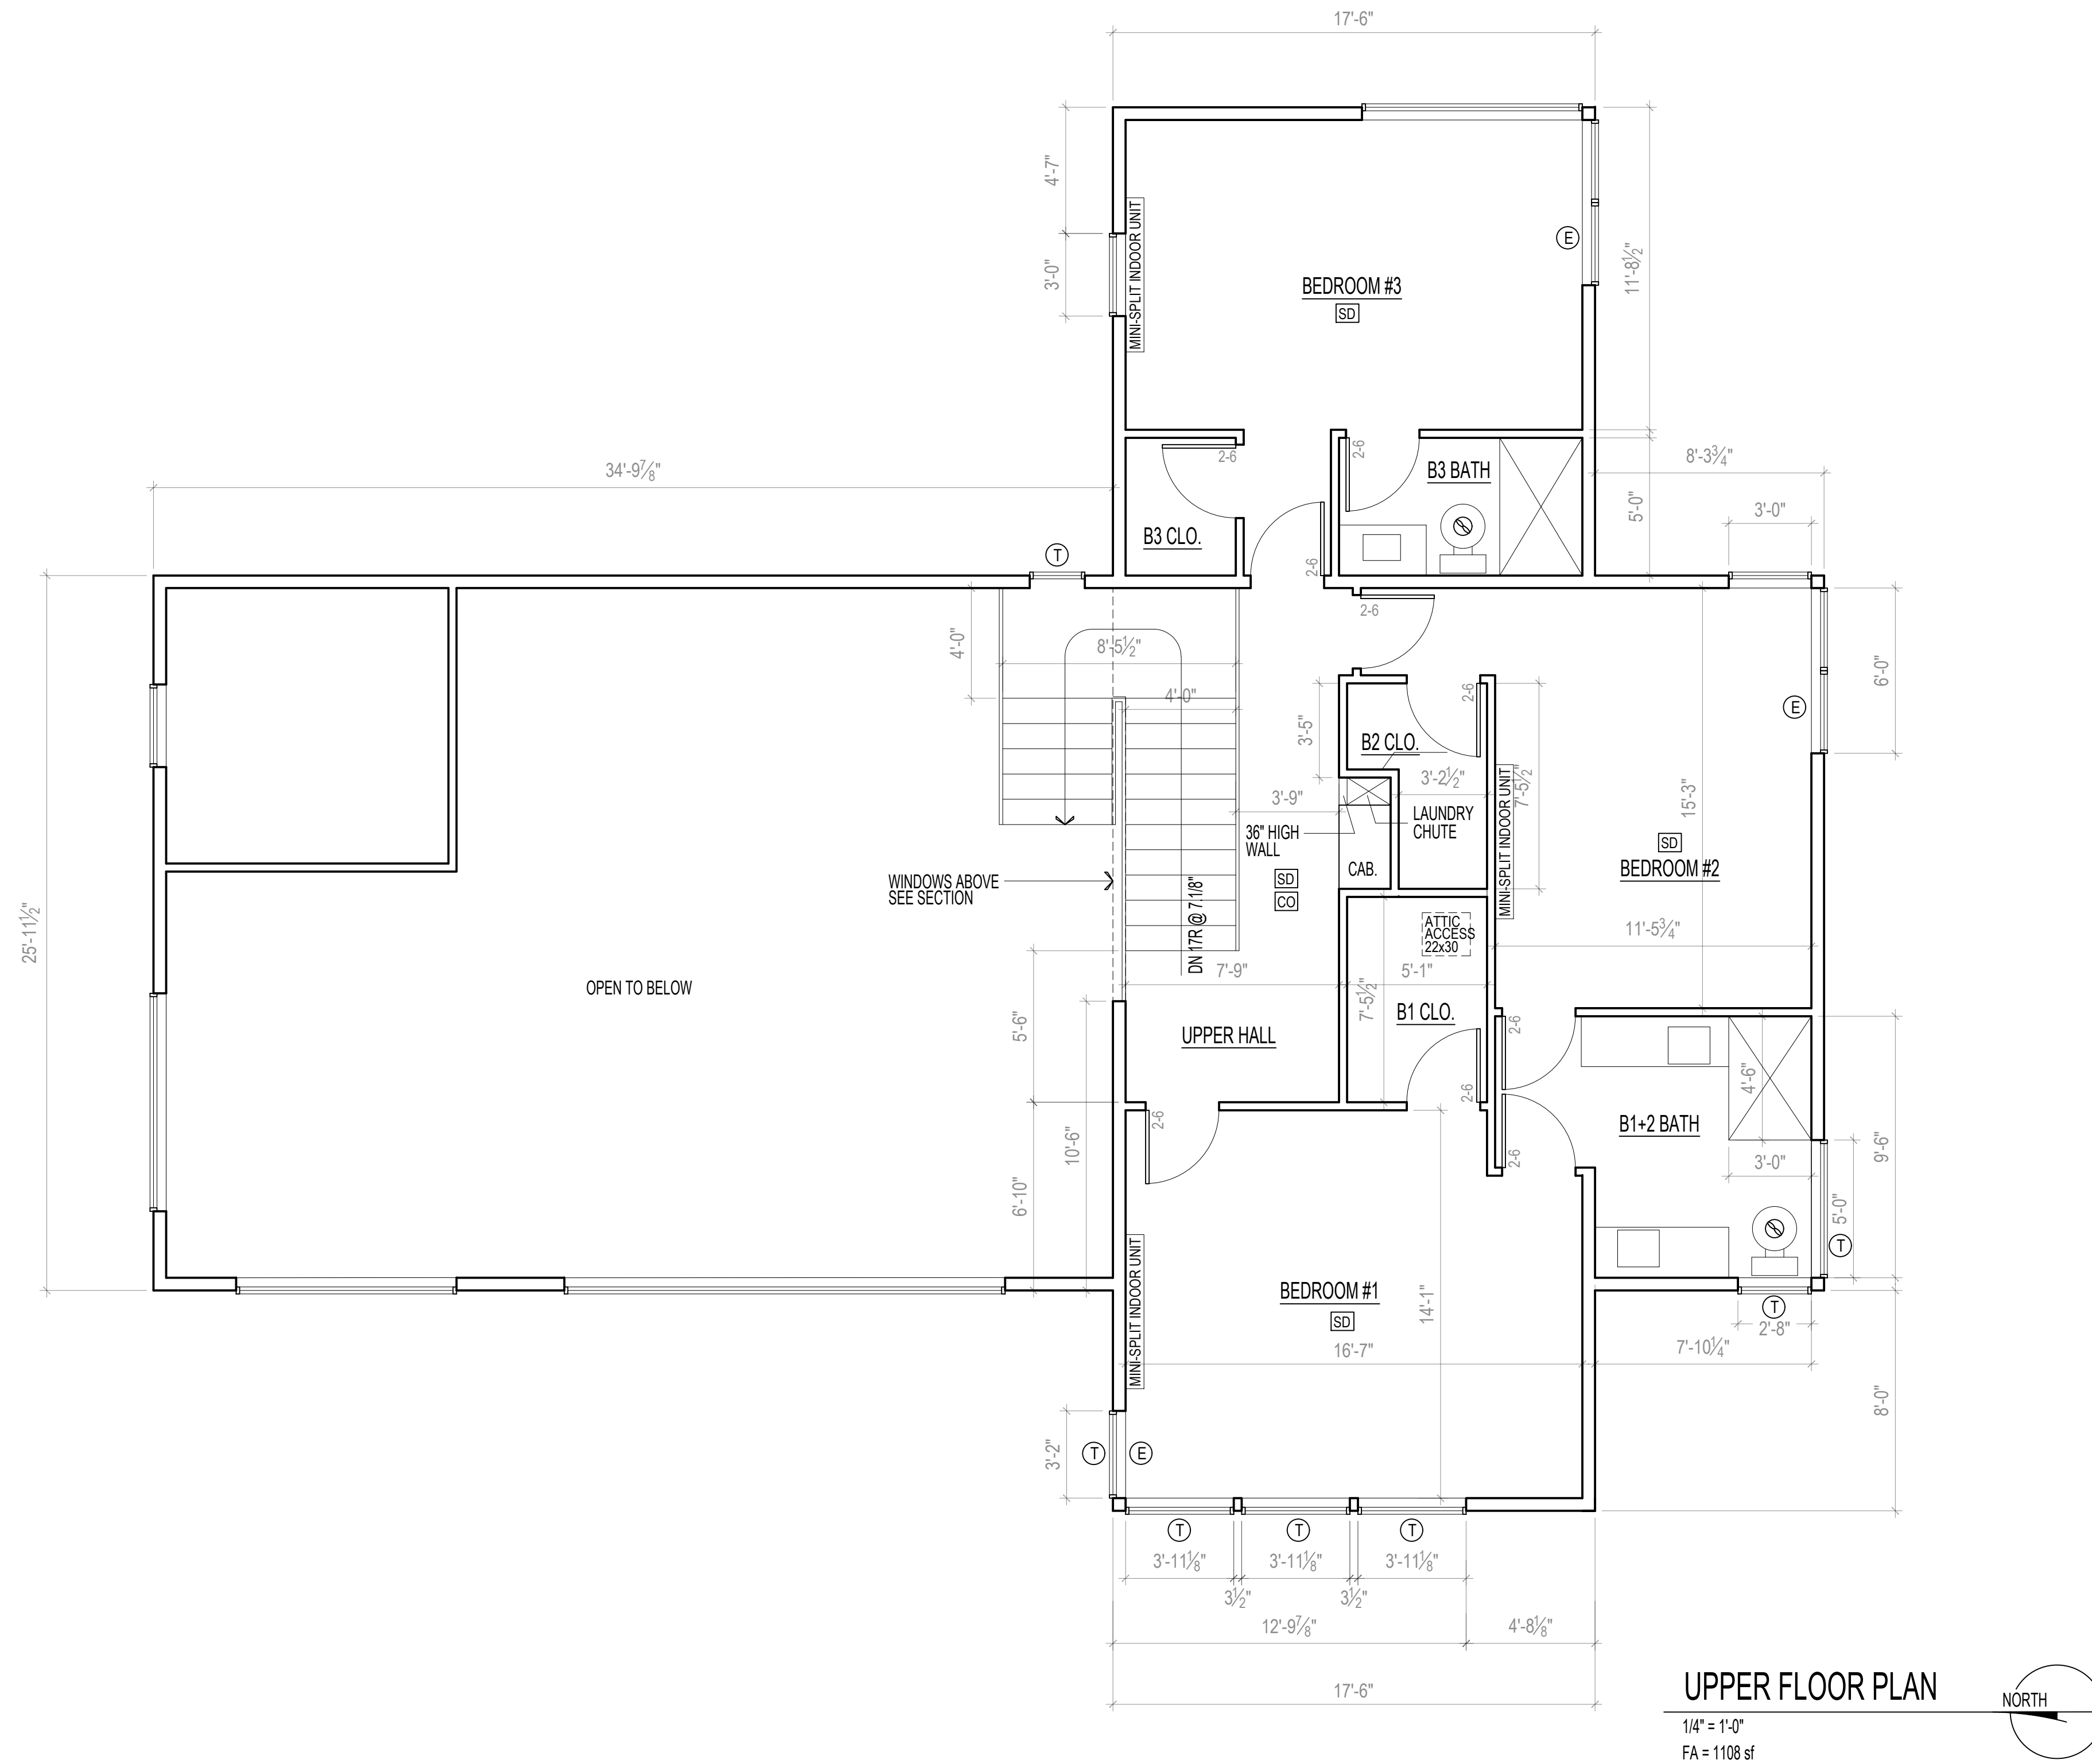 17'-6"
4'-7"
3'-0"
MINI-SPLIT INDOOR UNIT
E
11'-8½"
BEDROOM #3
SD
2-6
2-6
B3 BATH
B3 CLO.
2-6
5'-0"
8'-3¾"
3'-0"
34'-9⅞"
T
25'-11½"
4'-0"
8'-5½"
4'-0"
2-6
2-6
6'-0"
E
3'-5"
B2 CLO.
3'-2½"
7'-5½"
15'-3"
3'-9"
LAUNDRY
CHUTE
36" HIGH
WALL
CAB.
MINI-SPLIT INDOOR UNIT
SD
BEDROOM #2
SD
CO
WINDOWS ABOVE
SEE SECTION
DN 17R @ 7.1/8"
ATTIC
ACCESS
22x30
11'-5¾"
7'-9"
5'-1"
OPEN TO BELOW
7'-5½"
B1 CLO.
5'-6"
UPPER HALL
2-6
2-6
2-6
2-6
4'-6"
B1+2 BATH
9'-6"
10'-6"
6'-10"
3'-0"
5'-0"
T
MINI-SPLIT INDOOR UNIT
BEDROOM #1
SD
14'-1"
T
2'-8"
16'-7"
7'-10¼"
8'-0"
3'-2"
T
E
T
T
T
3'-11⅛"
3'-11⅛"
3'-11⅛"
3½"
3½"
12'-9⅞"
4'-8⅛"
17'-6"
UPPER FLOOR PLAN
NORTH
1/4" = 1'-0"
FA = 1108 sf